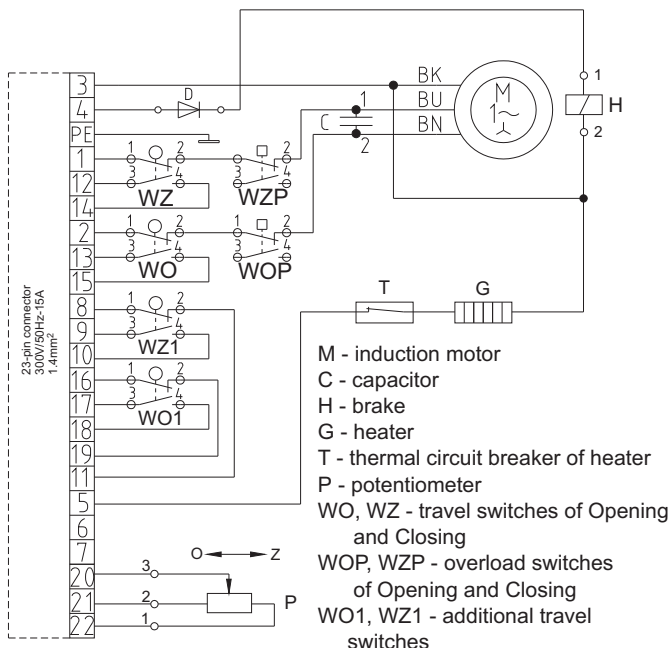 23-pin connector
300V/50Hz-15A
1.4mm²
3
4
PE
1
12
14
2
13
15
8
9
10
16
17
18
19
11
5
6
7
20
21
22
D
BK
BU
BN
M
1~
C
1
2
1
H
2
1 2
3 4
WZ
2
4
3
WZP
1 2
3 4
WO
2
4
3
WOP
1 2
3 4
WZ1
1 2
3 4
WO1
T
G
3
2
1
O Z
P
M - induction motor
C - capacitor
H - brake
G - heater
T - thermal circuit breaker of heater
P - potentiometer
WO, WZ - travel switches of Opening
and Closing
WOP, WZP - overload switches
of Opening and Closing
WO1, WZ1 - additional travel
switches